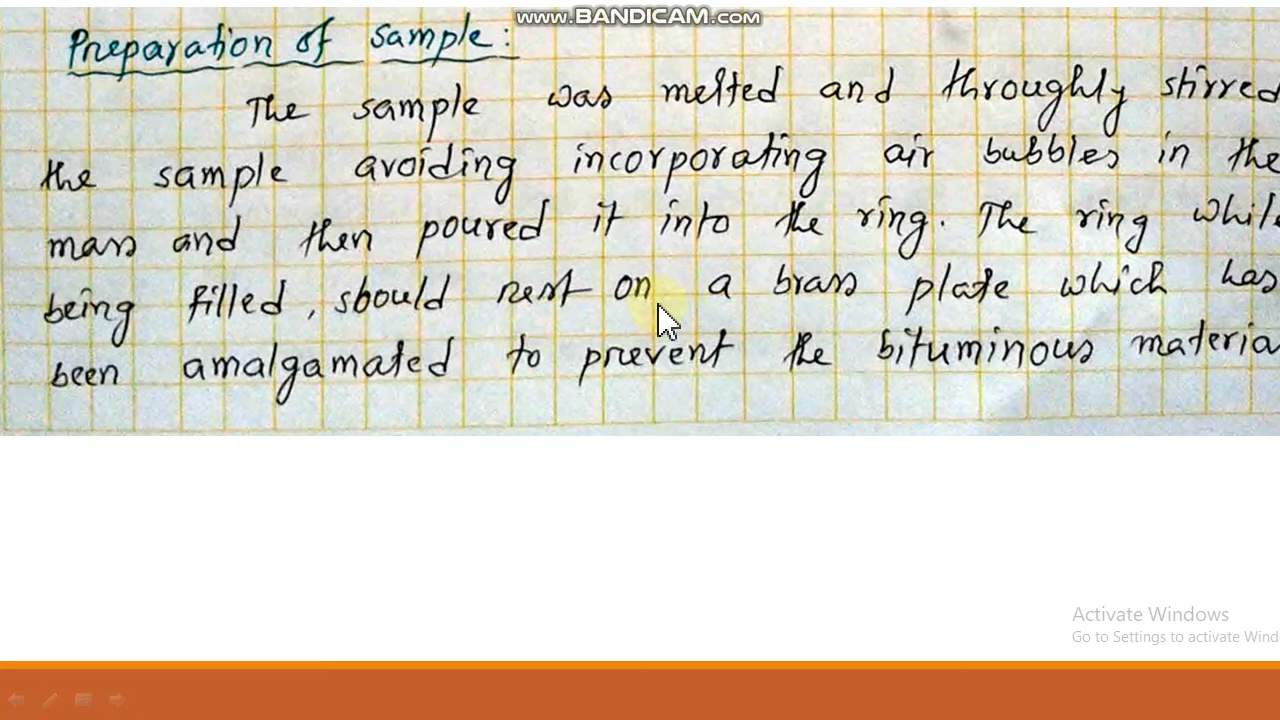 www.BANDICAM.com
Preparation of sample:
The sample was melted and throughly stirred
the sample avoiding incorporating air bubbles in the
mass and then poured it into the ring. The ring while
being filled, should rest on a brass plate which has
been amalgamated to prevent the bituminous materia
Activate Windows
Go to Settings to activate Wind